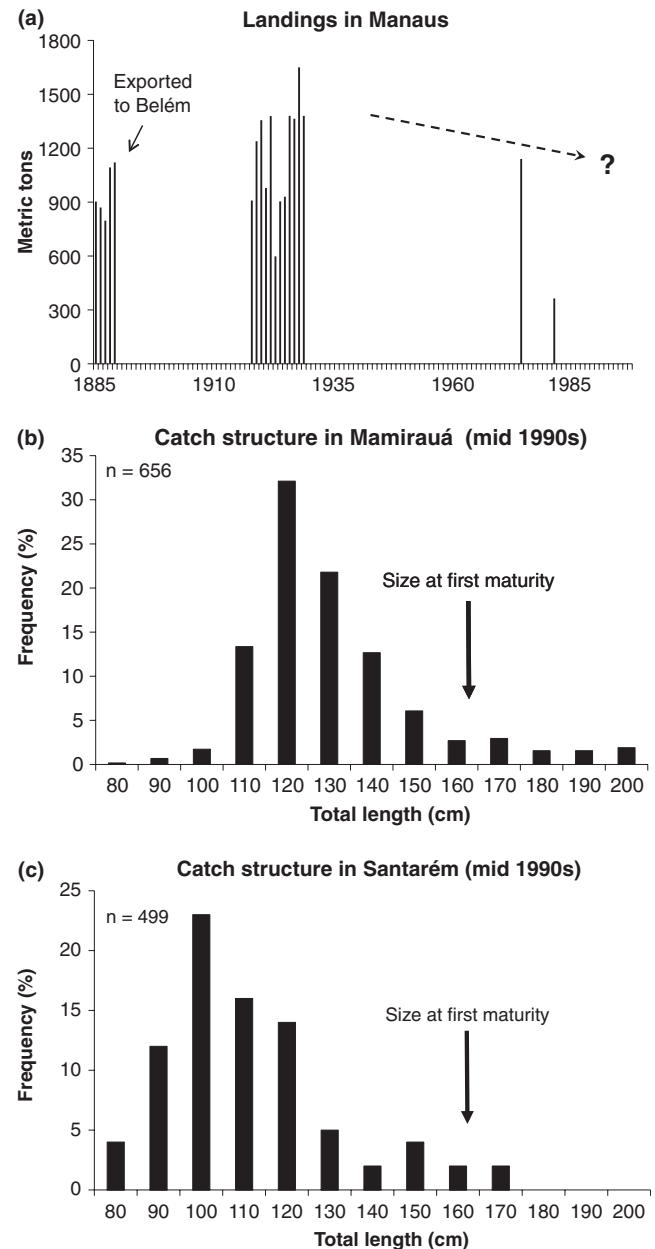 (a) Landings in Manaus
1800
1500
1200
900
600
300
0
Metric tons
Exported
to Belém
?
1885 1910 1935 1960 1985
(b) Catch structure in Mamirauá (mid 1990s)
n = 656
35
30
25
20
15
10
5
0
Frequency (%)
Size at first maturity
80 90 100 110 120 130 140 150 160 170 180 190 200
Total length (cm)
(c) Catch structure in Santarém (mid 1990s)
n = 499
25
20
15
10
5
0
Frequency (%)
Size at first maturity
80 90 100 110 120 130 140 150 160 170 180 190 200
Total length (cm)